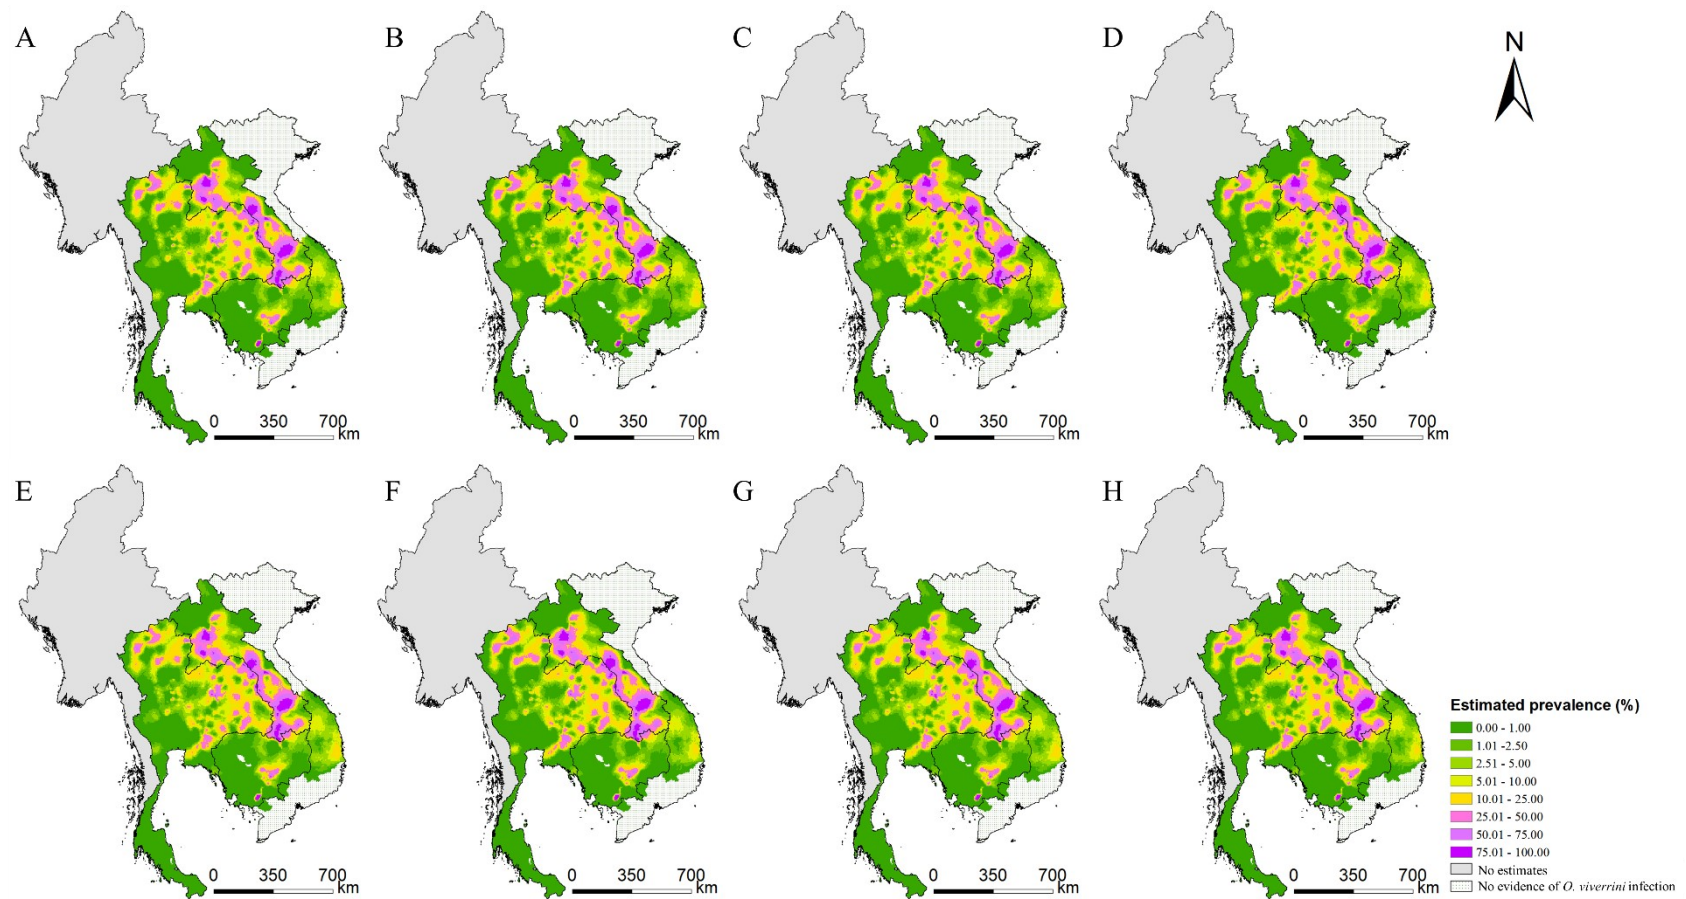 A
B
C
D
N
0 350 700
km
0 350 700
km
0 350 700
km
0 350 700
km
E
F
G
H
Estimated prevalence (%)
0.00 - 1.00
1.01 -2.50
2.51 - 5.00
5.01 - 10.00
10.01 - 25.00
25.01 - 50.00
50.01 - 75.00
75.01 - 100.00
No estimates
No evidence of O. viverrini infection
0 350 700
km
0 350 700
km
0 350 700
km
0 350 700
km